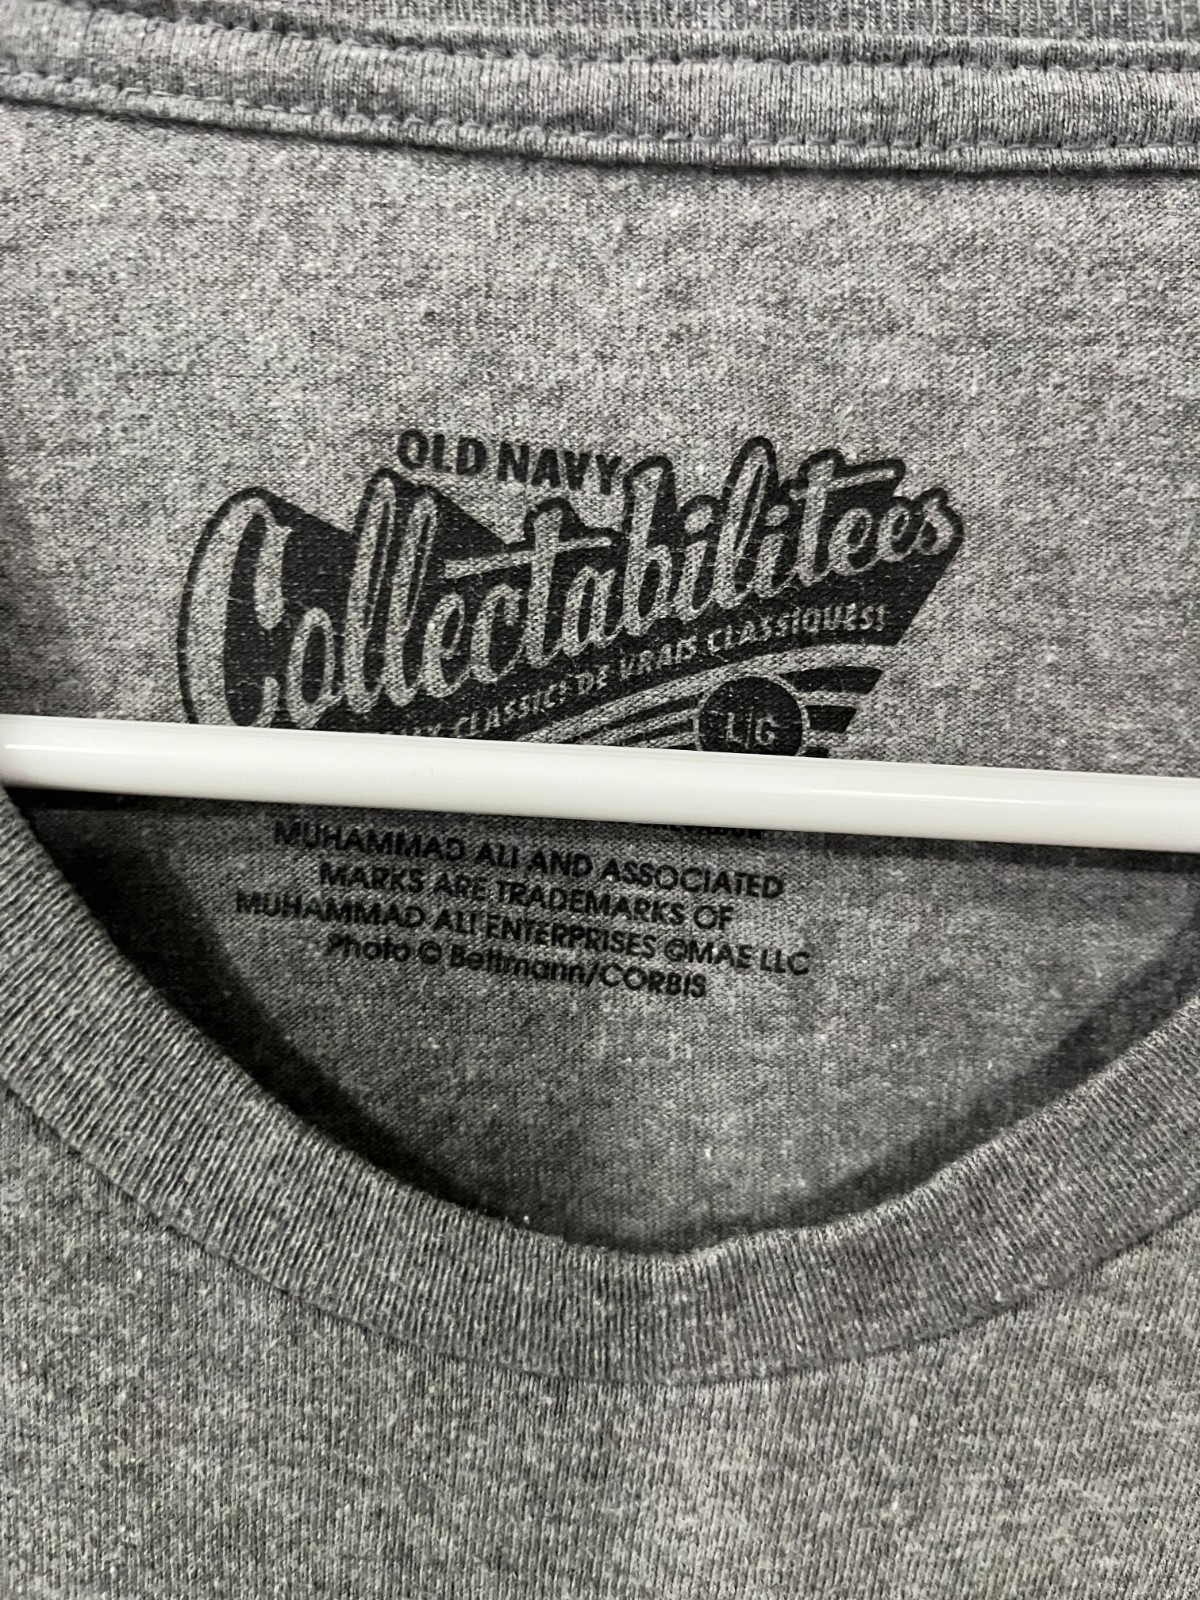 OLD NAVY
Collectabilitees
CLASSIC! DE VRAIS CLASSIQUES!
L/G
MUHAMMAD ALI AND ASSOCIATED
MARKS ARE TRADEMARKS OF
MUHAMMAD ALI ENTERPRISES ©MAE LLC
Photo © Bettmann/CORBIS